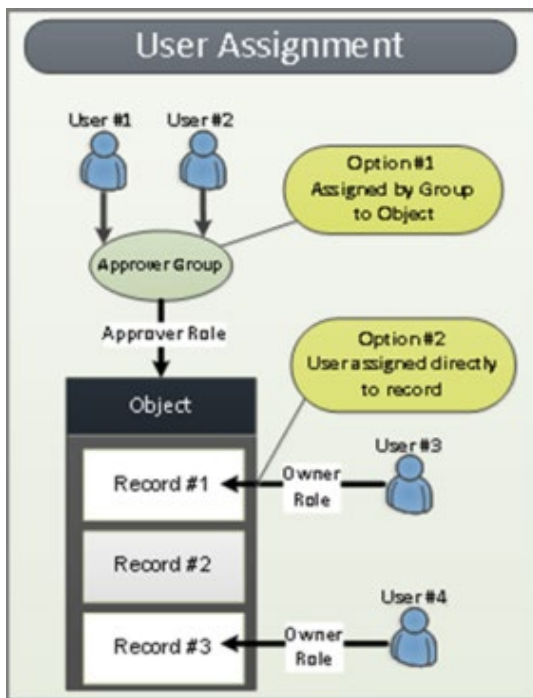 User Assignment
User #1
User #2
Option #1
Assigned by Group
to Object
Approver Group
Approver Role
Option #2
User assigned directly
to record
Object
User #3
Record #1
Owner
Role
Record #2
User #4
Record #3
Owner
Role